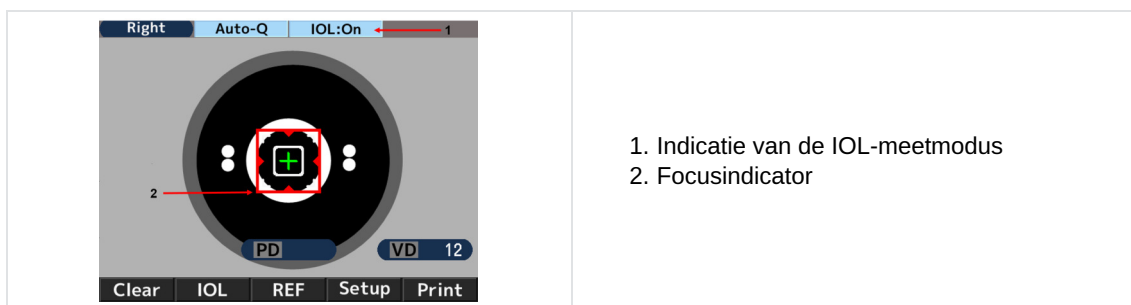 Right Auto-Q IOL:On 1
2
PD VD 12
Clear IOL REF Setup Print
1. Indicatie van de IOL-meetmodus
2. Focusindicator